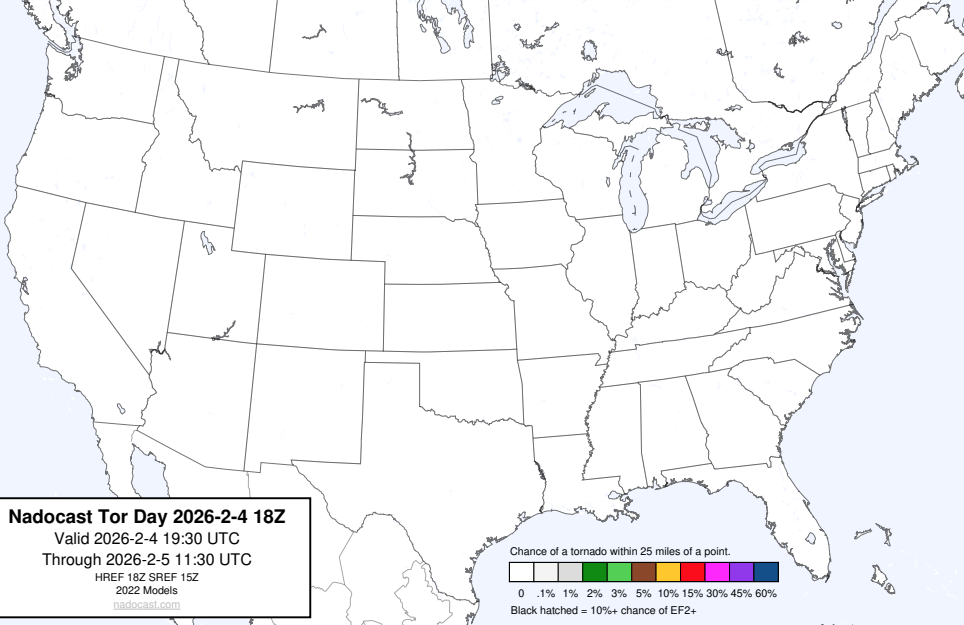 Nadocast Tor Day 2026-2-4 18Z
Valid 2026-2-4 19:30 UTC
Through 2026-2-5 11:30 UTC
HREF 18Z SREF 15Z
2022 Models
nadocast.com
Chance of a tornado within 25 miles of a point.
0 .1% 1% 2% 3% 5% 10% 15% 30% 45% 60%
Black hatched = 10%+ chance of EF2+